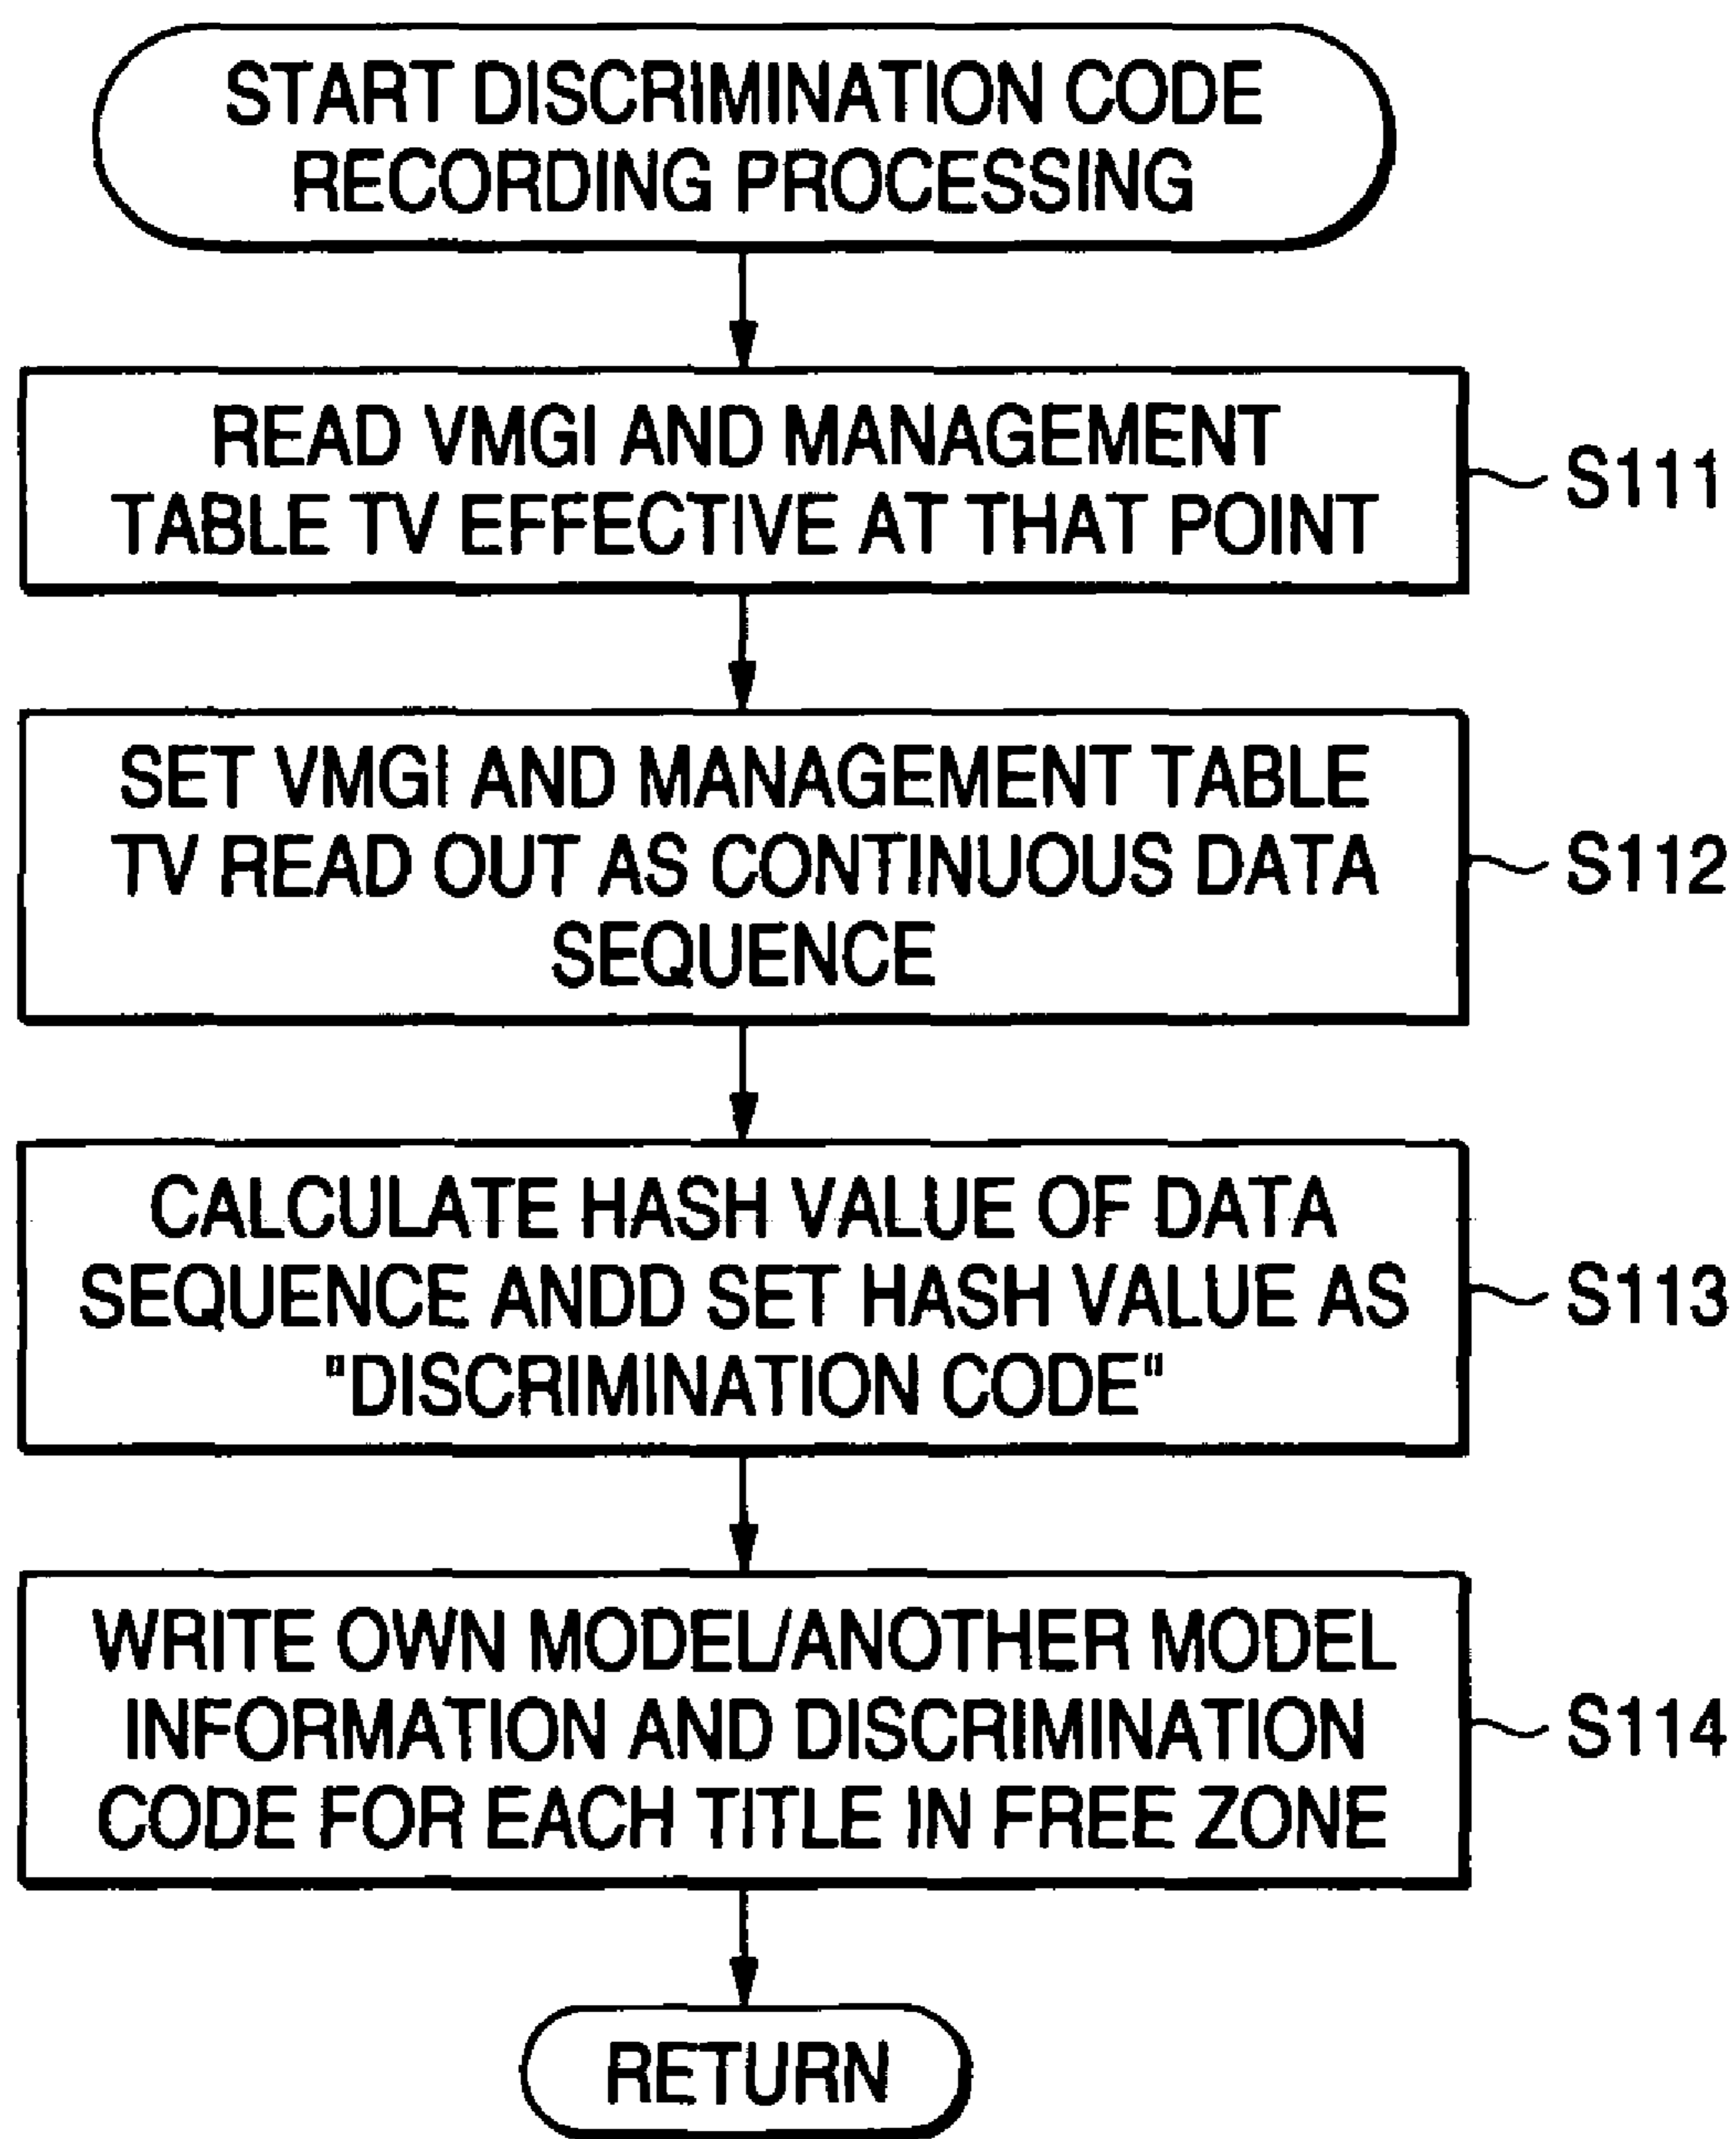 START DISCRIMINATION CODE
RECORDING PROCESSING
READ VMGI AND MANAGEMENT
TABLE TV EFFECTIVE AT THAT POINT
S111
SET VMGI AND MANAGEMENT TABLE
TV READ OUT AS CONTINUOUS DATA
SEQUENCE
S112
CALCULATE HASH VALUE OF DATA
SEQUENCE ANDD SET HASH VALUE AS
"DISCRIMINATION CODE"
S113
WRITE OWN MODEL/ANOTHER MODEL
INFORMATION AND DISCRIMINATION
CODE FOR EACH TITLE IN FREE ZONE
S114
RETURN